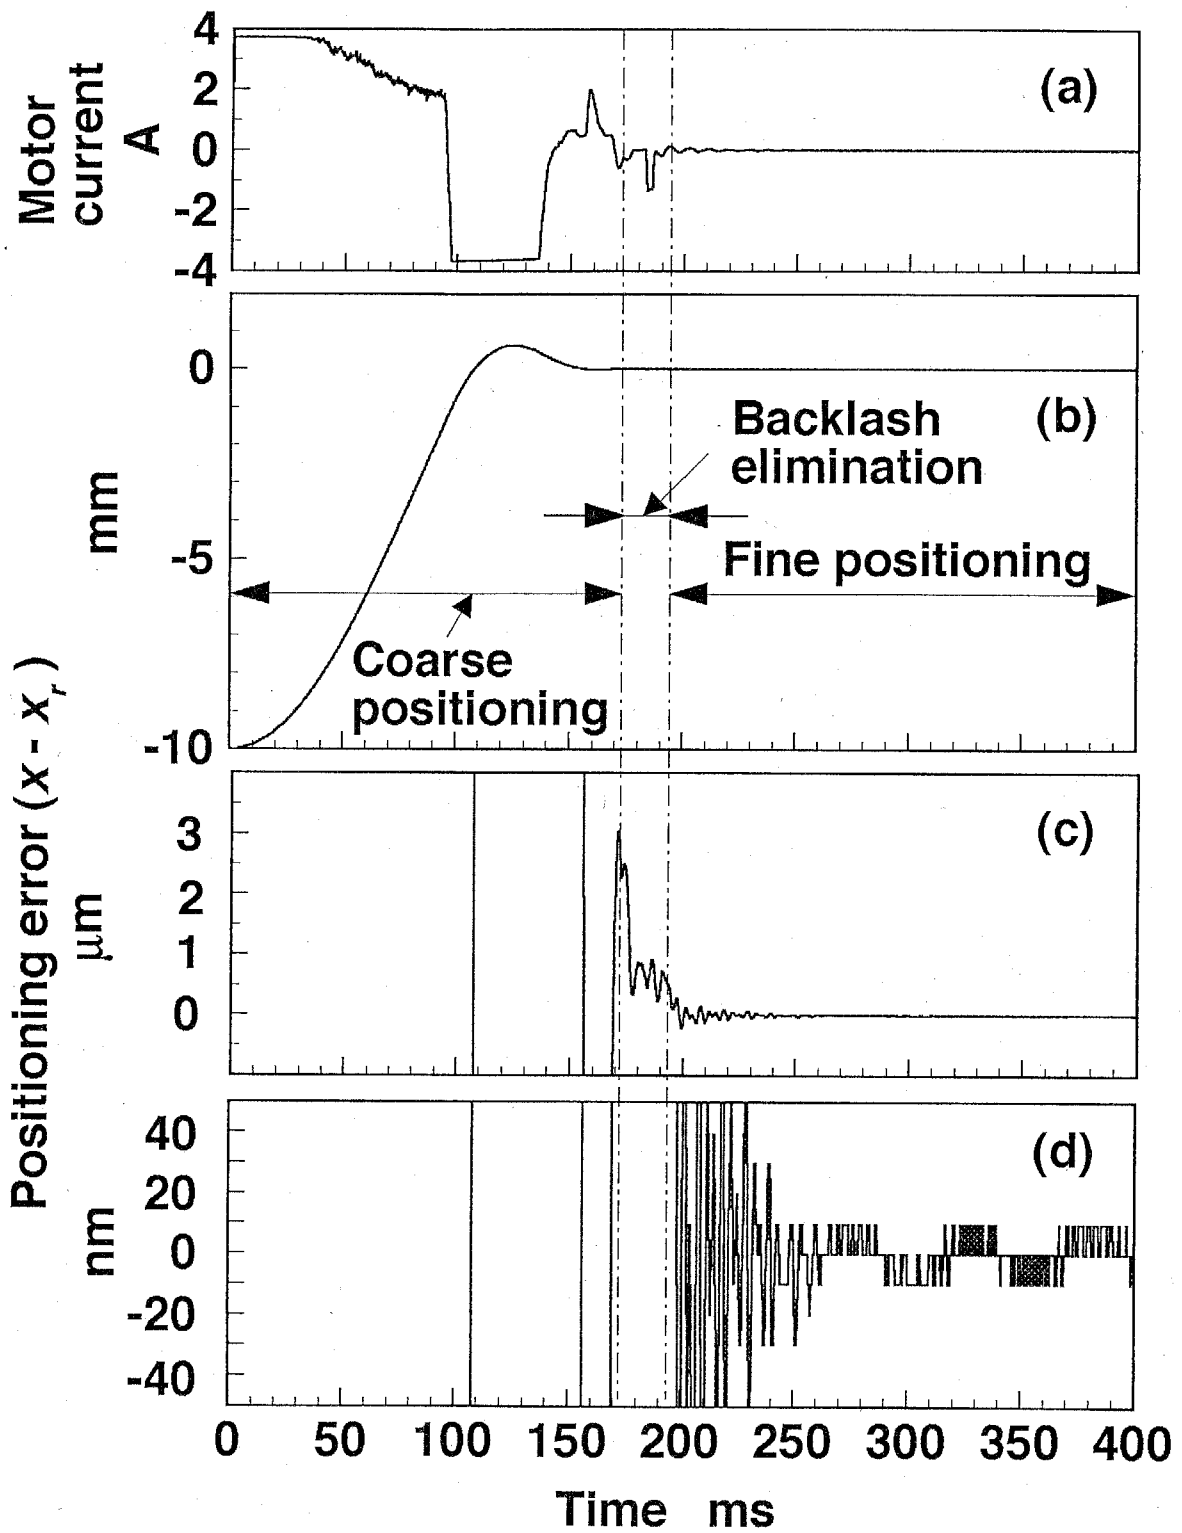 Motor
current
A
4
2
0
-2
-4
(a)
Positioning error (x - xr)
mm
0
-5
-10
(b)
Backlash
elimination
Fine positioning
Coarse
positioning
μm
3
2
1
0
(c)
nm
40
20
0
-20
-40
(d)
0 50 100 150 200 250 300 350 400
Time ms